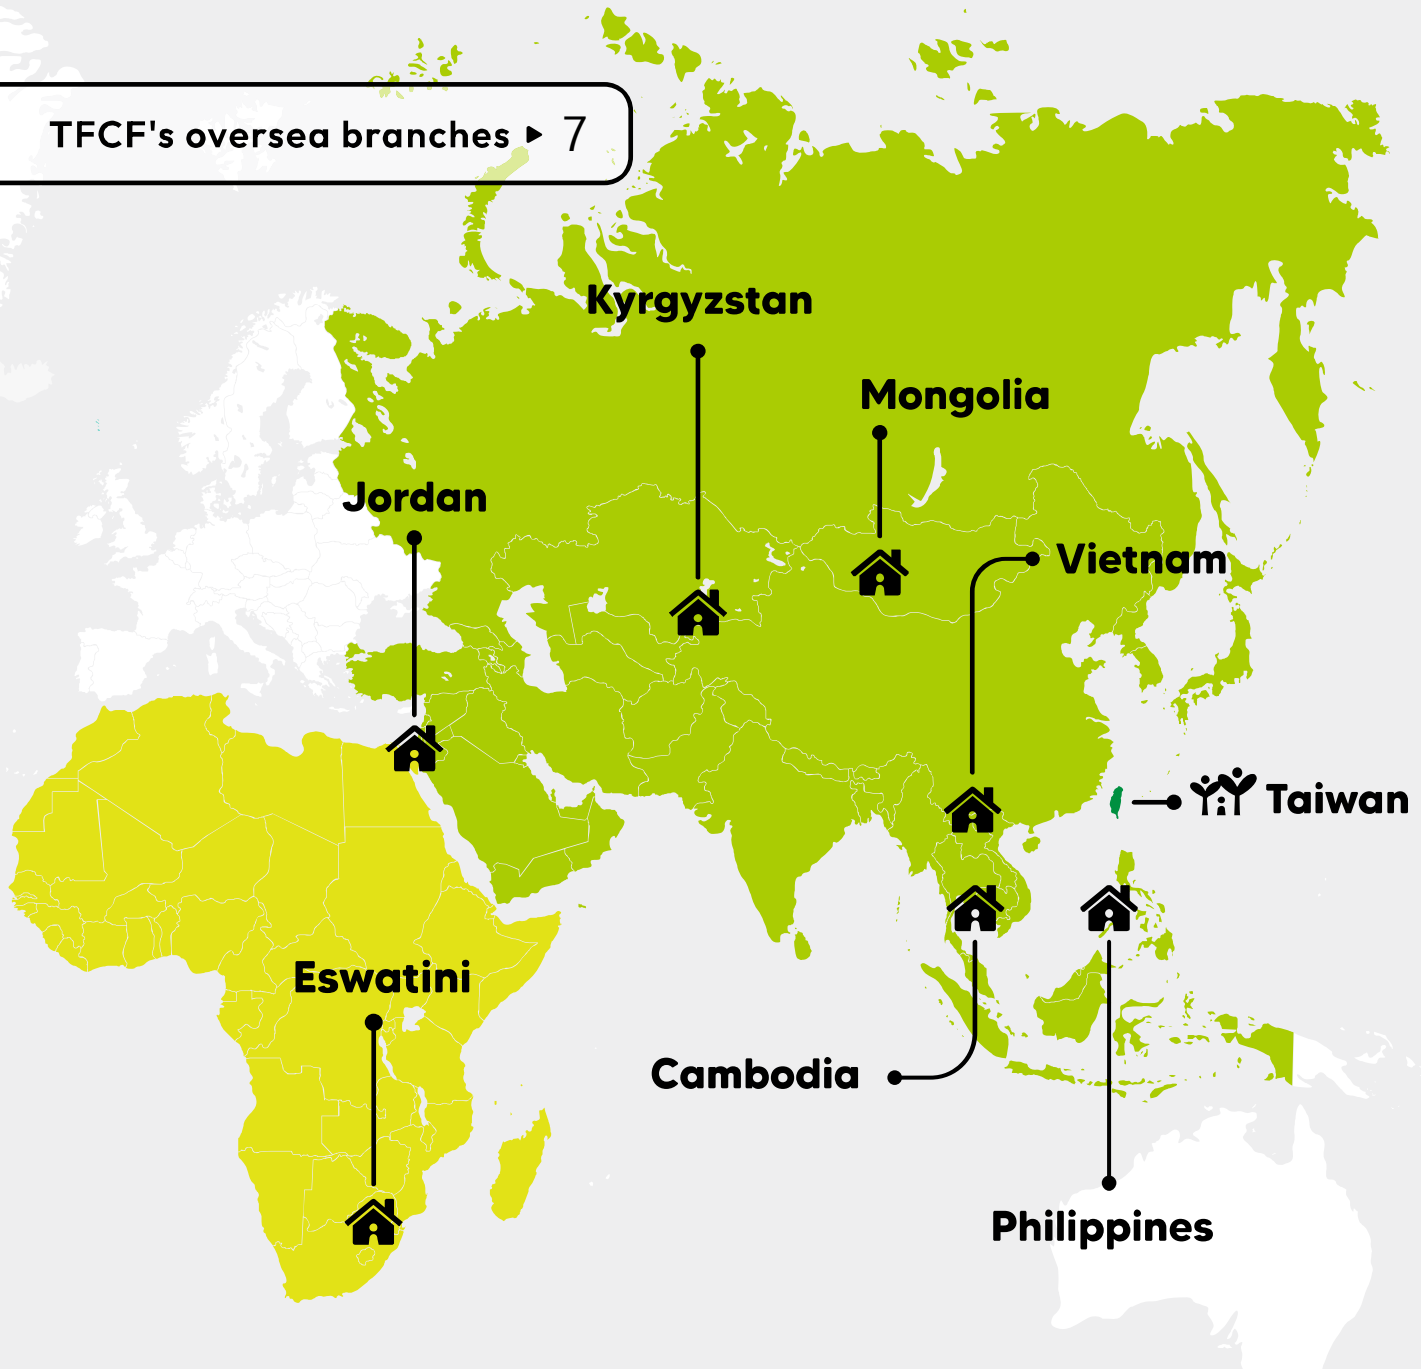 TFCF's oversea branches ▶ 7
Kyrgyzstan
Mongolia
Jordan
Vietnam
Taiwan
Eswatini
Cambodia
Philippines